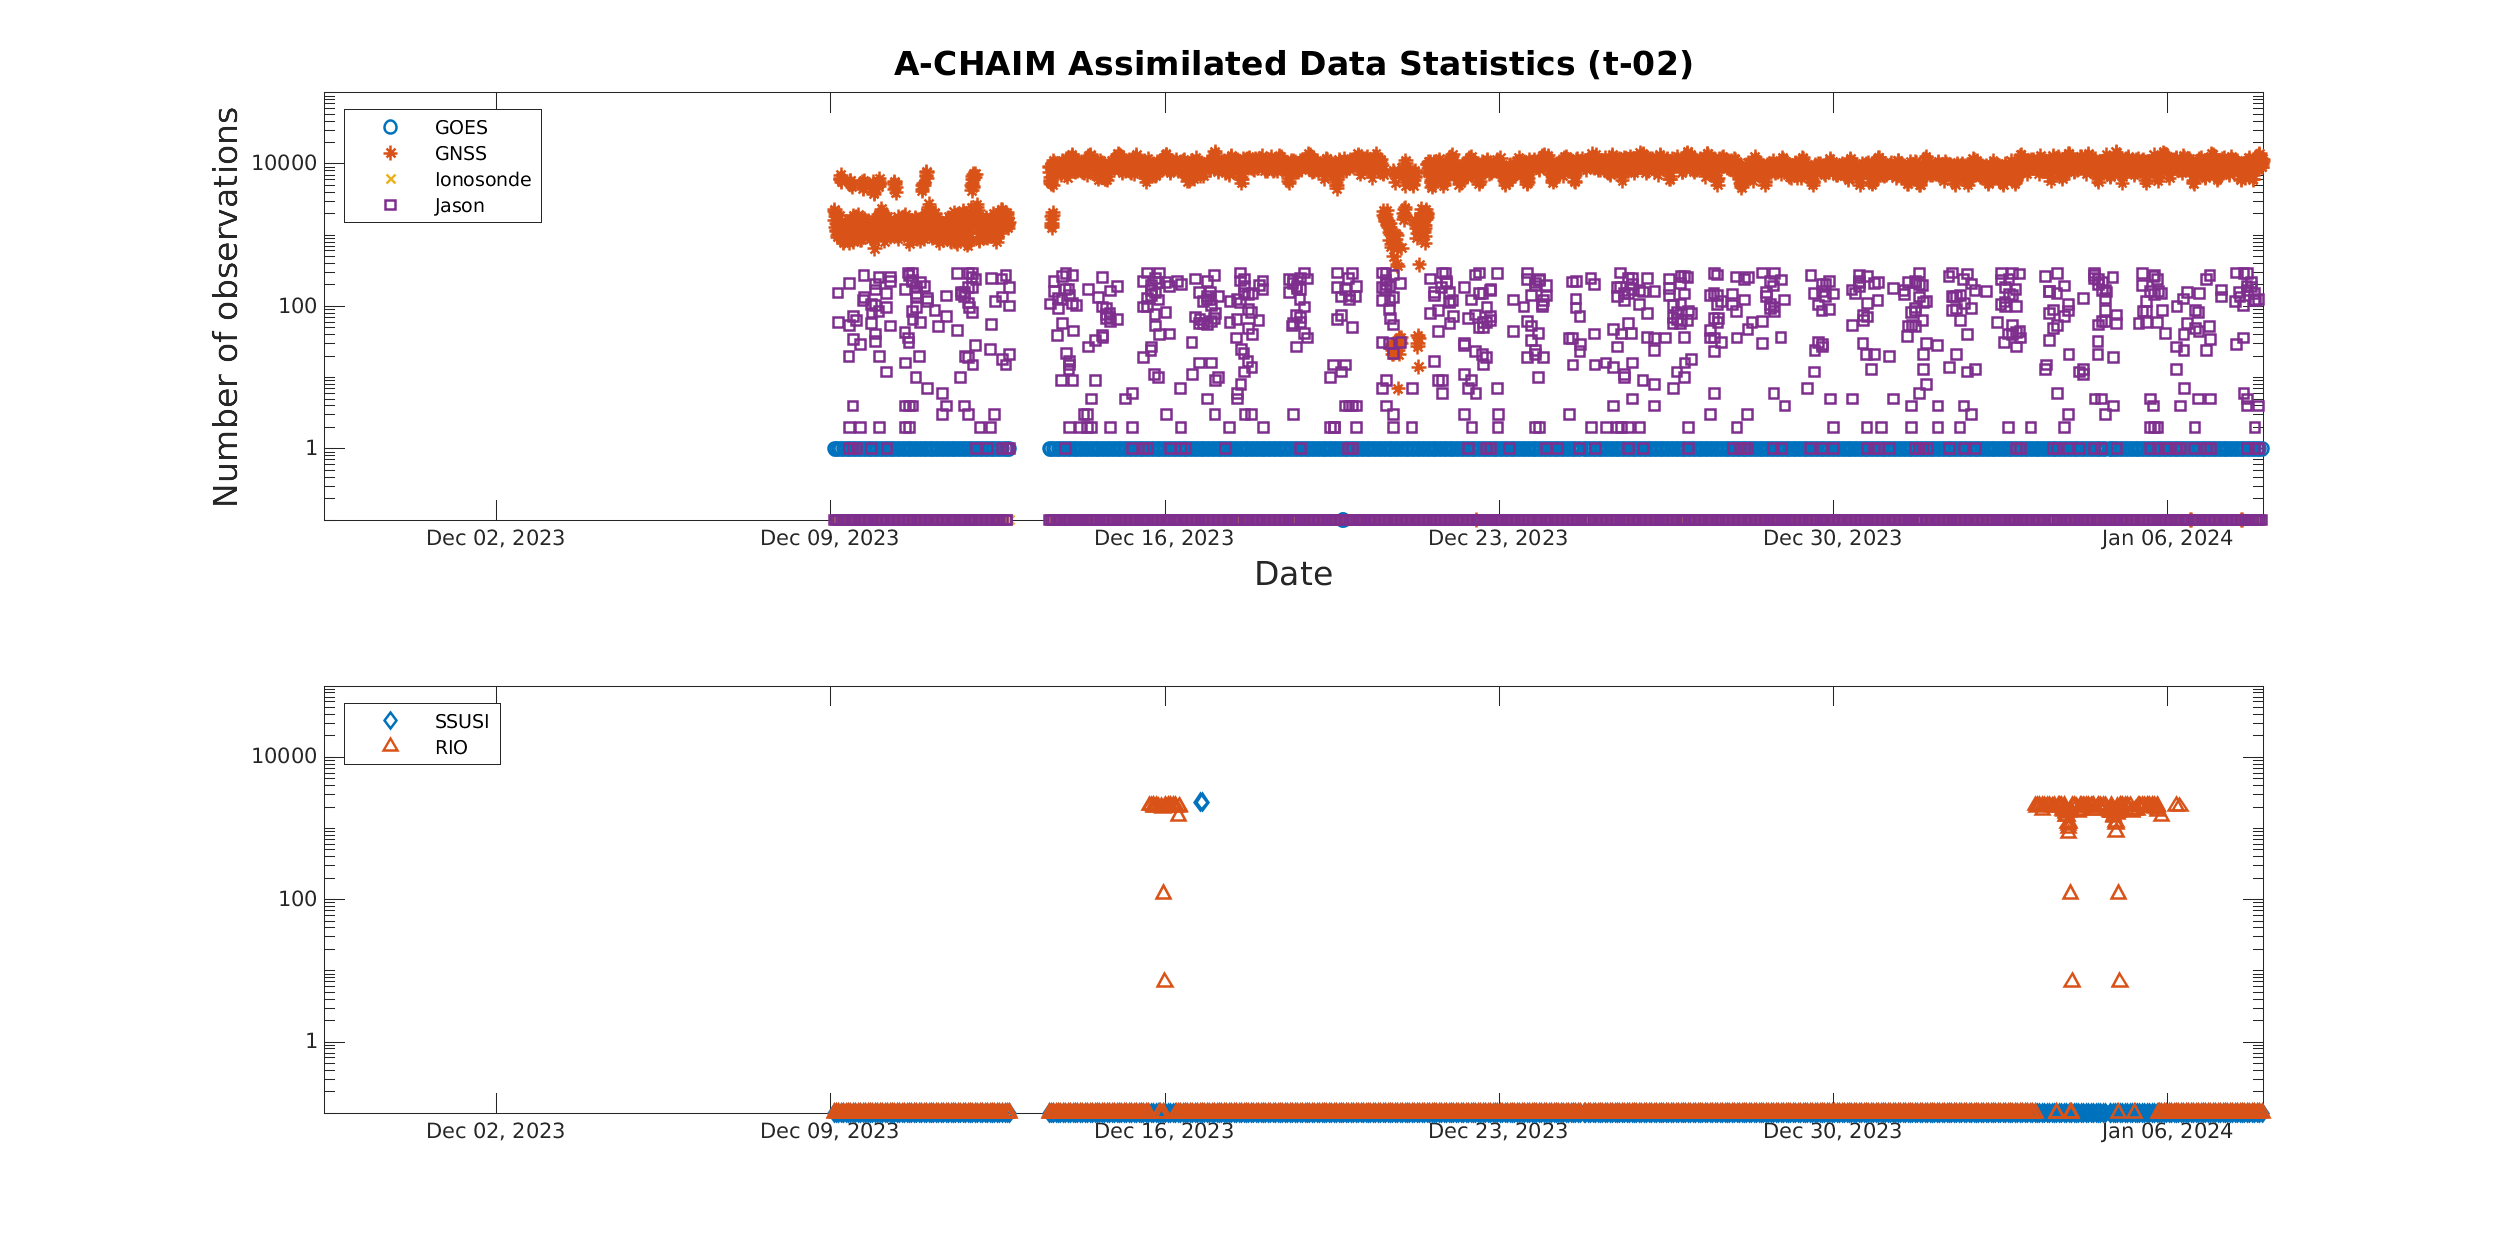 A-CHAIM Assimilated Data Statistics (t-02)
Number of observations
10000
100
1
GOES
GNSS
Ionosonde
Jason
Dec 02, 2023
Dec 09, 2023
Dec 16, 2023
Dec 23, 2023
Dec 30, 2023
Jan 06, 2024
Date
10000
100
1
SSUSI
RIO
Dec 02, 2023
Dec 09, 2023
Dec 16, 2023
Dec 23, 2023
Dec 30, 2023
Jan 06, 2024